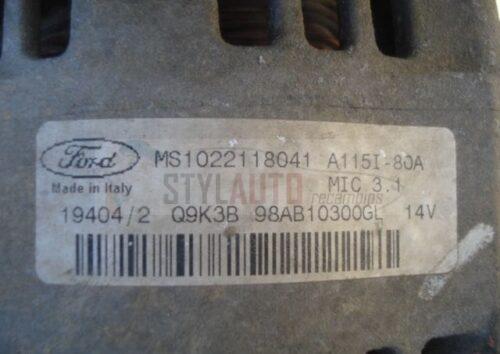 Ford MS1022118041 A115I-80A
Made in Italy MIC 3.1
STYLAUTO
recambios
19404/2 Q9K3B 98AB10300GL 14V